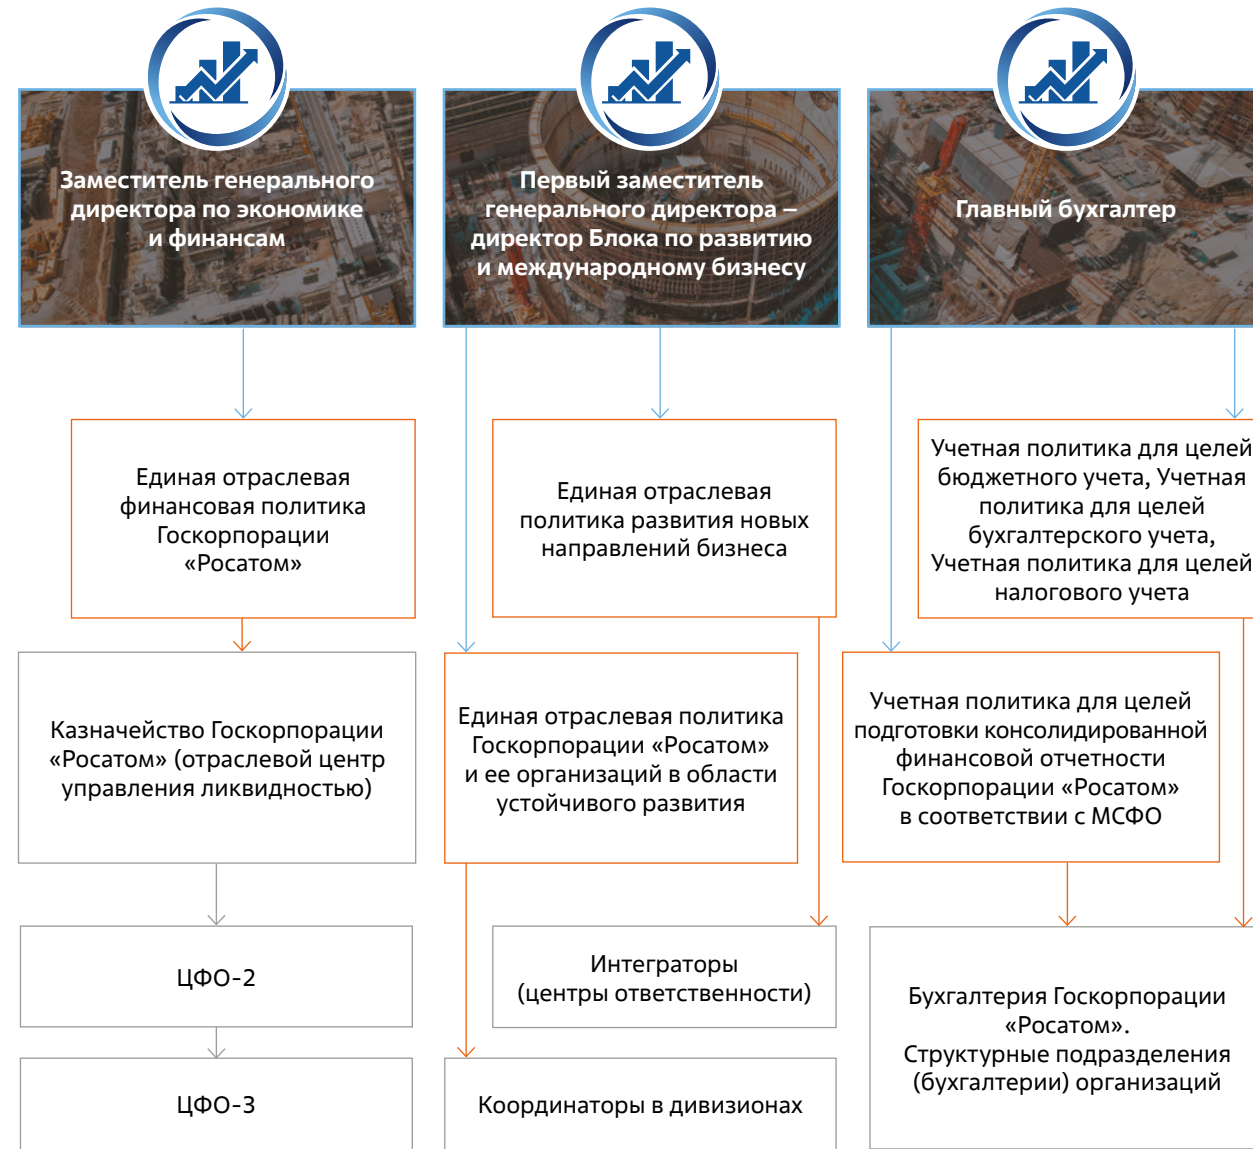 Заместитель генерального
директора по экономике
и финансам
Первый заместитель
генерального директора –
директор Блока по развитию
и международному бизнесу
Главный бухгалтер
Единая отраслевая
финансовая политика
Госкорпорации
«Росатом»
Единая отраслевая
политика развития новых
направлений бизнеса
Учетная политика для целей
бюджетного учета, Учетная
политика для целей
бухгалтерского учета,
Учетная политика для целей
налогового учета
Казначейство Госкорпорации
«Росатом» (отраслевой центр
управления ликвидностью)
Единая отраслевая политика
Госкорпорации «Росатом»
и ее организаций в области
устойчивого развития
Учетная политика для целей
подготовки консолидированной
финансовой отчетности
Госкорпорации «Росатом»
в соответствии с МСФО
ЦФО-2
Интеграторы
(центры ответственности)
Бухгалтерия Госкорпорации
«Росатом».
Структурные подразделения
(бухгалтерии) организаций
ЦФО-3
Координаторы в дивизионах